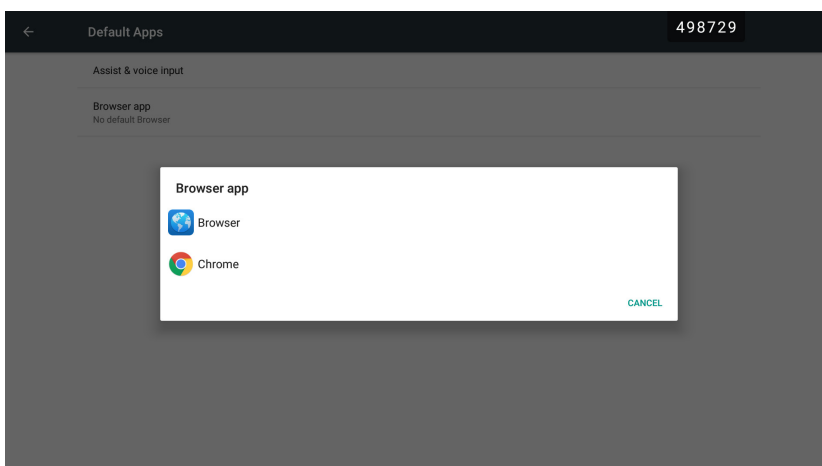 Default Apps
498729
Assist & voice input
Browser app
No default Browser
Browser app
Browser
Chrome
CANCEL